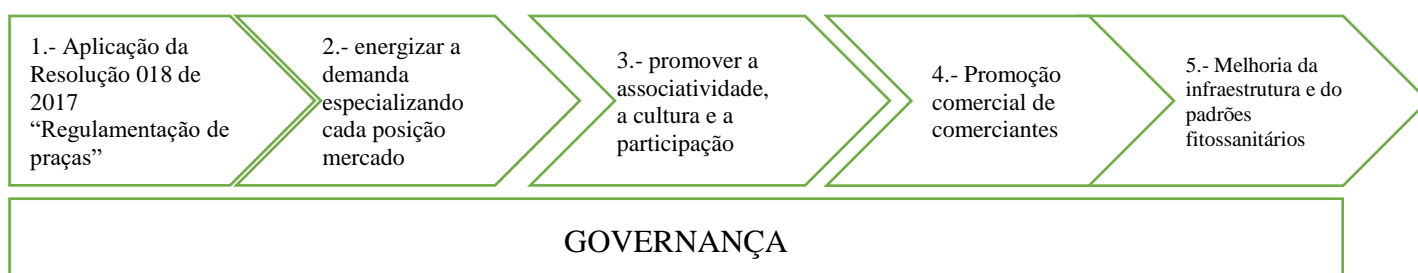 1.- Aplicação da
Resolução 018 de
2017
“Regulamentação de
praças”
2.- energizar a
demanda
especializando
cada posição
mercado
3.- promover a
associatividade,
a cultura e a
participação
4.- Promoção
comercial de
comerciantes
5.- Melhoria da
infraestrutura e do
padrões
fitossanitários
GOVERNANÇA